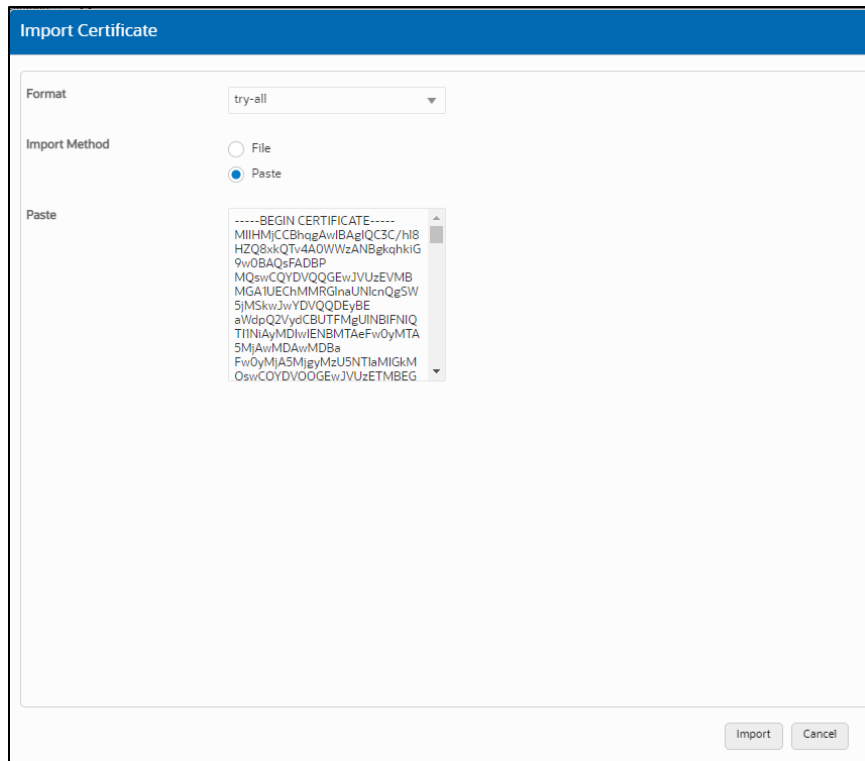 Import Certificate
Format
try-all
Import Method
File
Paste
Paste
-----BEGIN CERTIFICATE-----
MIIHMjCCBhqgAwIBAgIQC3C/hl8
HZQ8xkQTv4A0WWzANBgkqhkiG
9w0BAQsFADBP
MQswCQYDVQQGEwJVUzEVMB
MGA1UEChMMRGlnaUNlcnQgSW
5jMSkwJwYDVQQDEyBE
aWdpQ2VydCBUTFMgUlNBIFNIQ
TI1NiAyMDIwIENBMTAeFw0yMTA
5MjAwMDAwMDBa
Fw0yMjA5MjgyMzU5NTlaMIGkM
QswCQYDVQQGEwJVUzETMBEG
Import
Cancel